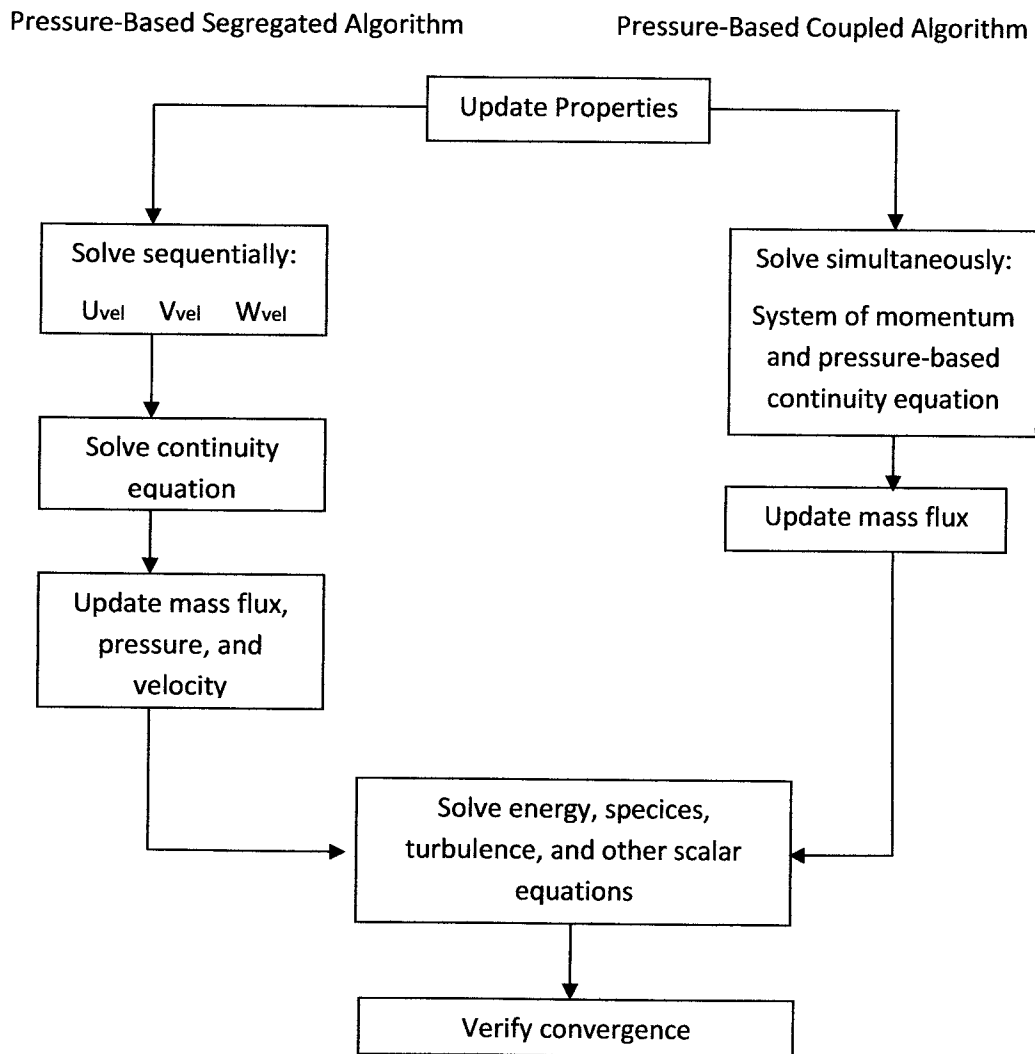 Pressure-Based Segregated Algorithm
Pressure-Based Coupled Algorithm
Update Properties
Solve sequentially:
Uvel Vvel Wvel
Solve continuity
equation
Update mass flux,
pressure, and
velocity
Solve simultaneously:
System of momentum
and pressure-based
continuity equation
Update mass flux
Solve energy, specices,
turbulence, and other scalar
equations
Verify convergence